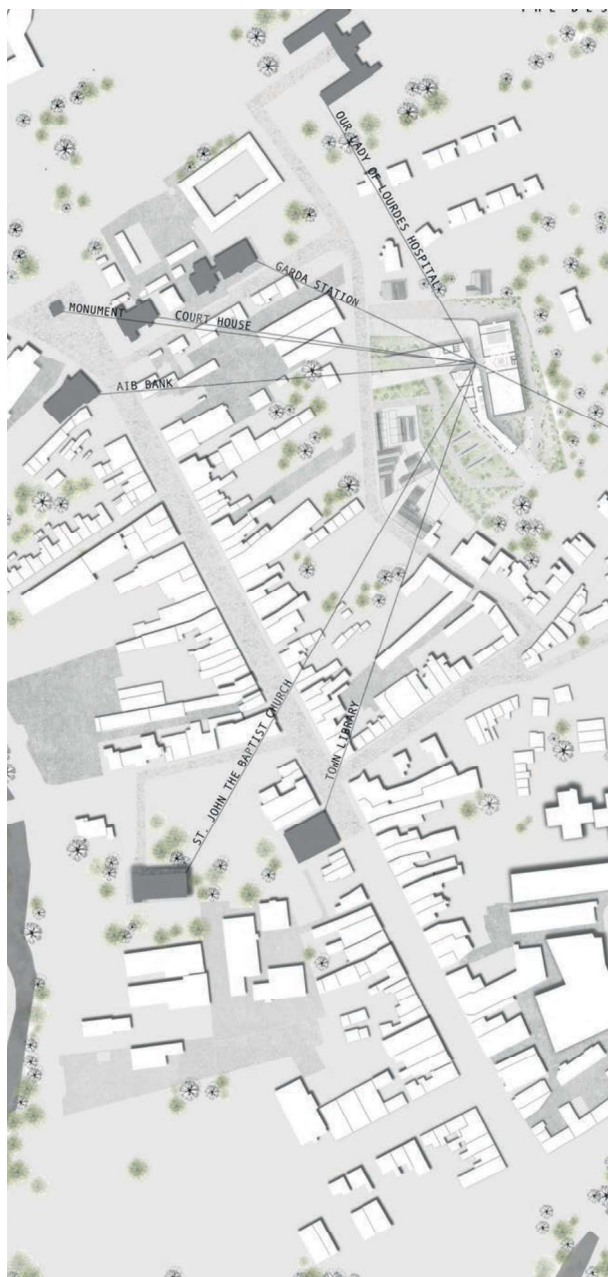 OUR LADY OF LOURDES HOSPITAL
GARDA STATION
MONUMENT
COURT HOUSE
AIB BANK
ST. JOHN THE BAPTIST CHURCH
TOWN LIBRARY